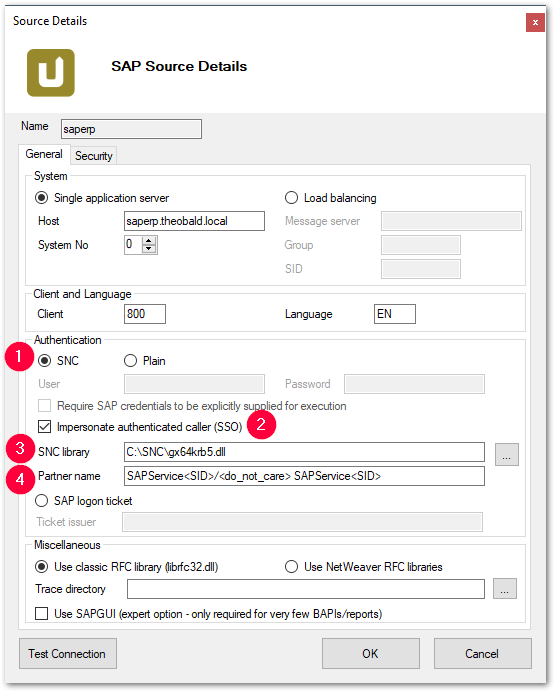 Source Details
x
SAP Source Details
Name saperp
General Security
System
Single application server Load balancing
Host saperp.theobald.local Message server
System No 0 Group
SID
Client and Language
Client 800 Language EN
Authentication
1 SNC Plain
User Password
Require SAP credentials to be explicitly supplied for execution
Impersonate authenticated caller (SSO) 2
3 SNC library C:\SNC\gx64krb5.dll ...
4 Partner name SAPService<SID>/<do_not_care> SAPService<SID>
SAP logon ticket
Ticket issuer
Miscellaneous
Use classic RFC library (librfc32.dll) Use NetWeaver RFC libraries
Trace directory ...
Use SAPGUI (expert option - only required for very few BAPIs/reports)
Test Connection OK Cancel